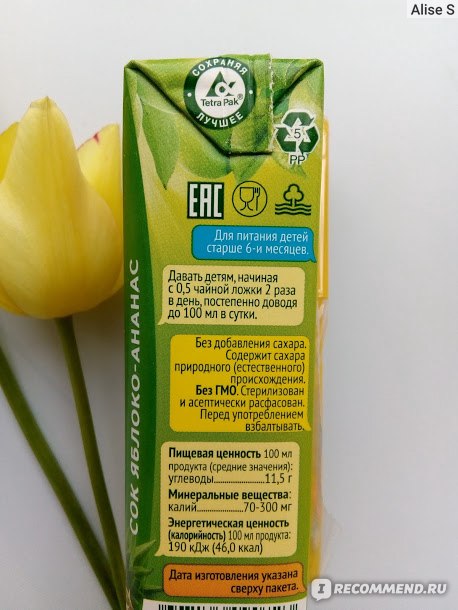 Alise S
СОХРАНЯЯ
Tetra Pak®
ЛУЧШЕЕ
5
PP
EAC
Для питания детей
старше 6-и месяцев.
Давать детям, начиная
с 0,5 чайной ложки 2 раза
в день, постепенно доводя
до 100 мл в сутки.
Без добавления сахара.
Содержит сахара
природного (естественного)
происхождения.
Без ГМО. Стерилизован
и асептически расфасован.
Перед употреблением
взбалтывать.
СОК ЯБЛОКО-АНАНАС
Пищевая ценность 100 мл
продукта (средние значения):
углеводы.....................11,5 г
Минеральные вещества:
калий..................70-300 мг
Энергетическая ценность
(калорийность) 100 мл продукта:
190 кДж (46,0 ккал)
Дата изготовления указана
сверху пакета.
I RECOMMEND.RU